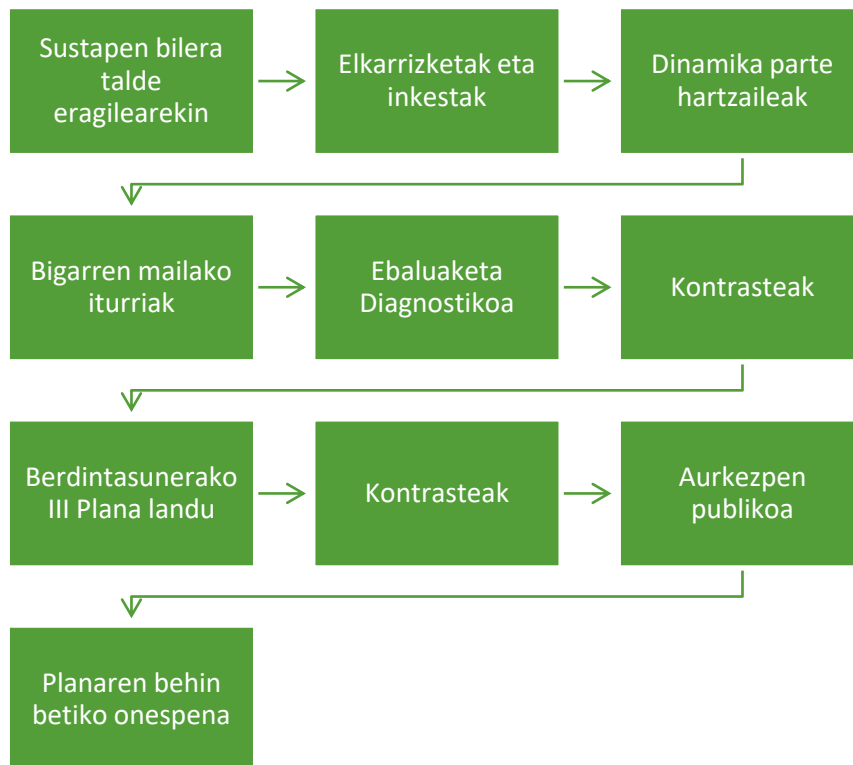 Sustapen bilera
talde
eragilearekin
Elkarrizketak eta
inkestak
Dinamika parte
hartzaileak
Bigarren mailako
iturriak
Ebaluaketa
Diagnostikoa
Kontrasteak
Berdintasunerako
III Plana landu
Kontrasteak
Aurkezpen
publikoa
Planaren behin
betiko onespena